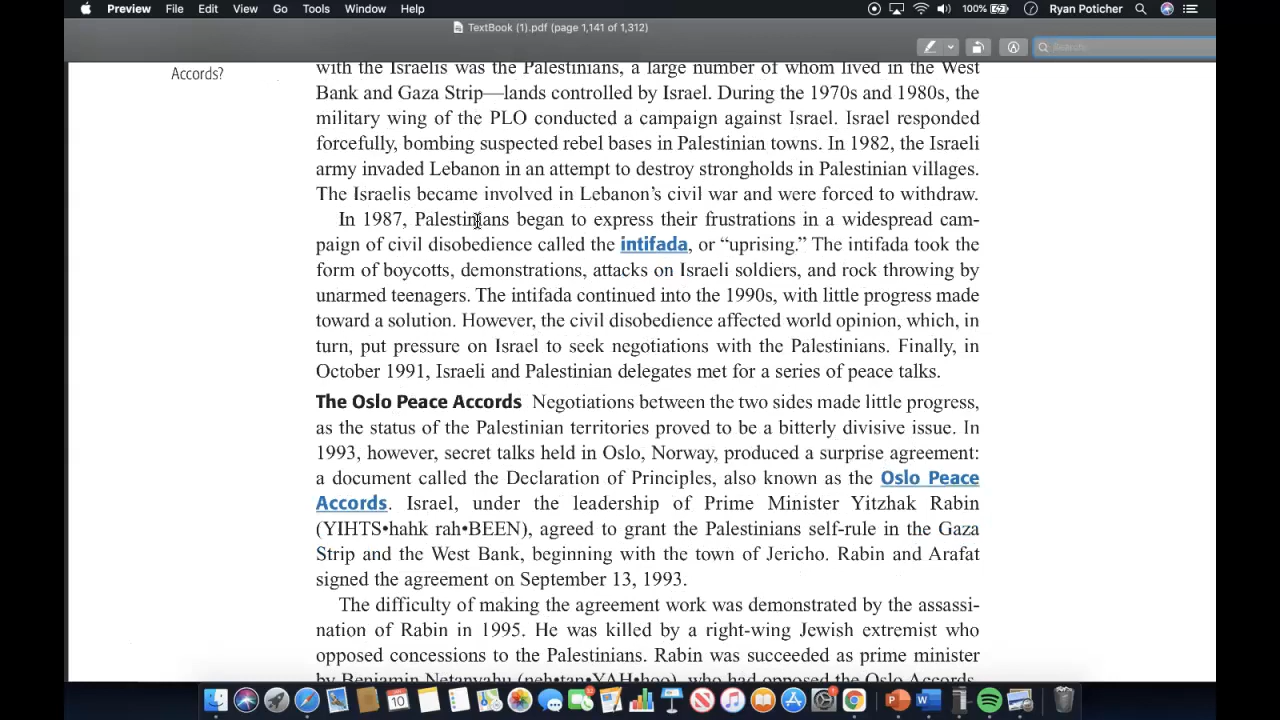 Preview File Edit View Go Tools Window Help 100% Ryan Poticher
TextBook (1).pdf (page 1,141 of 1,312)
Search
Accords?
with the Israelis was the Palestinians, a large number of whom lived in the West
Bank and Gaza Strip—lands controlled by Israel. During the 1970s and 1980s, the
military wing of the PLO conducted a campaign against Israel. Israel responded
forcefully, bombing suspected rebel bases in Palestinian towns. In 1982, the Israeli
army invaded Lebanon in an attempt to destroy strongholds in Palestinian villages.
The Israelis became involved in Lebanon’s civil war and were forced to withdraw.
In 1987, Palestinians began to express their frustrations in a widespread cam-
paign of civil disobedience called the intifada, or “uprising.” The intifada took the
form of boycotts, demonstrations, attacks on Israeli soldiers, and rock throwing by
unarmed teenagers. The intifada continued into the 1990s, with little progress made
toward a solution. However, the civil disobedience affected world opinion, which, in
turn, put pressure on Israel to seek negotiations with the Palestinians. Finally, in
October 1991, Israeli and Palestinian delegates met for a series of peace talks.
The Oslo Peace Accords Negotiations between the two sides made little progress,
as the status of the Palestinian territories proved to be a bitterly divisive issue. In
1993, however, secret talks held in Oslo, Norway, produced a surprise agreement:
a document called the Declaration of Principles, also known as the Oslo Peace
Accords. Israel, under the leadership of Prime Minister Yitzhak Rabin
(YIHTS•hahk rah•BEEN), agreed to grant the Palestinians self-rule in the Gaza
Strip and the West Bank, beginning with the town of Jericho. Rabin and Arafat
signed the agreement on September 13, 1993.
The difficulty of making the agreement work was demonstrated by the assassi-
nation of Rabin in 1995. He was killed by a right-wing Jewish extremist who
opposed concessions to the Palestinians. Rabin was succeeded as prime minister
by Benjamin Netanyahu (neh•tan•YAH•hoo), who had opposed the Oslo Accords.
10